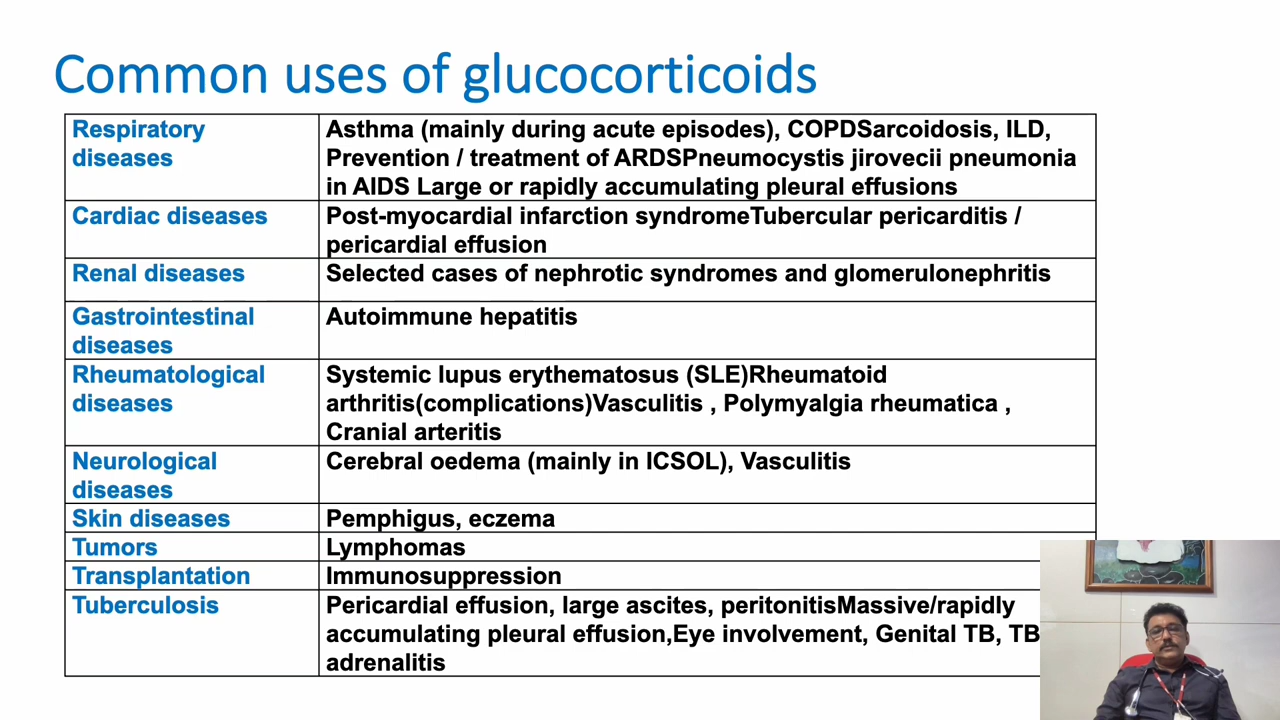 Common uses of glucocorticoids
Respiratory diseases
Asthma (mainly during acute episodes), COPDSarcoidosis, ILD,
Prevention / treatment of ARDSPneumocystis jirovecii pneumonia
in AIDS Large or rapidly accumulating pleural effusions
Cardiac diseases
Post-myocardial infarction syndromeTubercular pericarditis /
pericardial effusion
Renal diseases
Selected cases of nephrotic syndromes and glomerulonephritis
Gastrointestinal
diseases
Autoimmune hepatitis
Rheumatological
diseases
Systemic lupus erythematosus (SLE)Rheumatoid
arthritis(complications)Vasculitis , Polymyalgia rheumatica ,
Cranial arteritis
Neurological
diseases
Cerebral oedema (mainly in ICSOL), Vasculitis
Skin diseases
Pemphigus, eczema
Tumors
Lymphomas
Transplantation
Immunosuppression
Tuberculosis
Pericardial effusion, large ascites, peritonitisMassive/rapidly
accumulating pleural effusion,Eye involvement, Genital TB, TB
adrenalitis